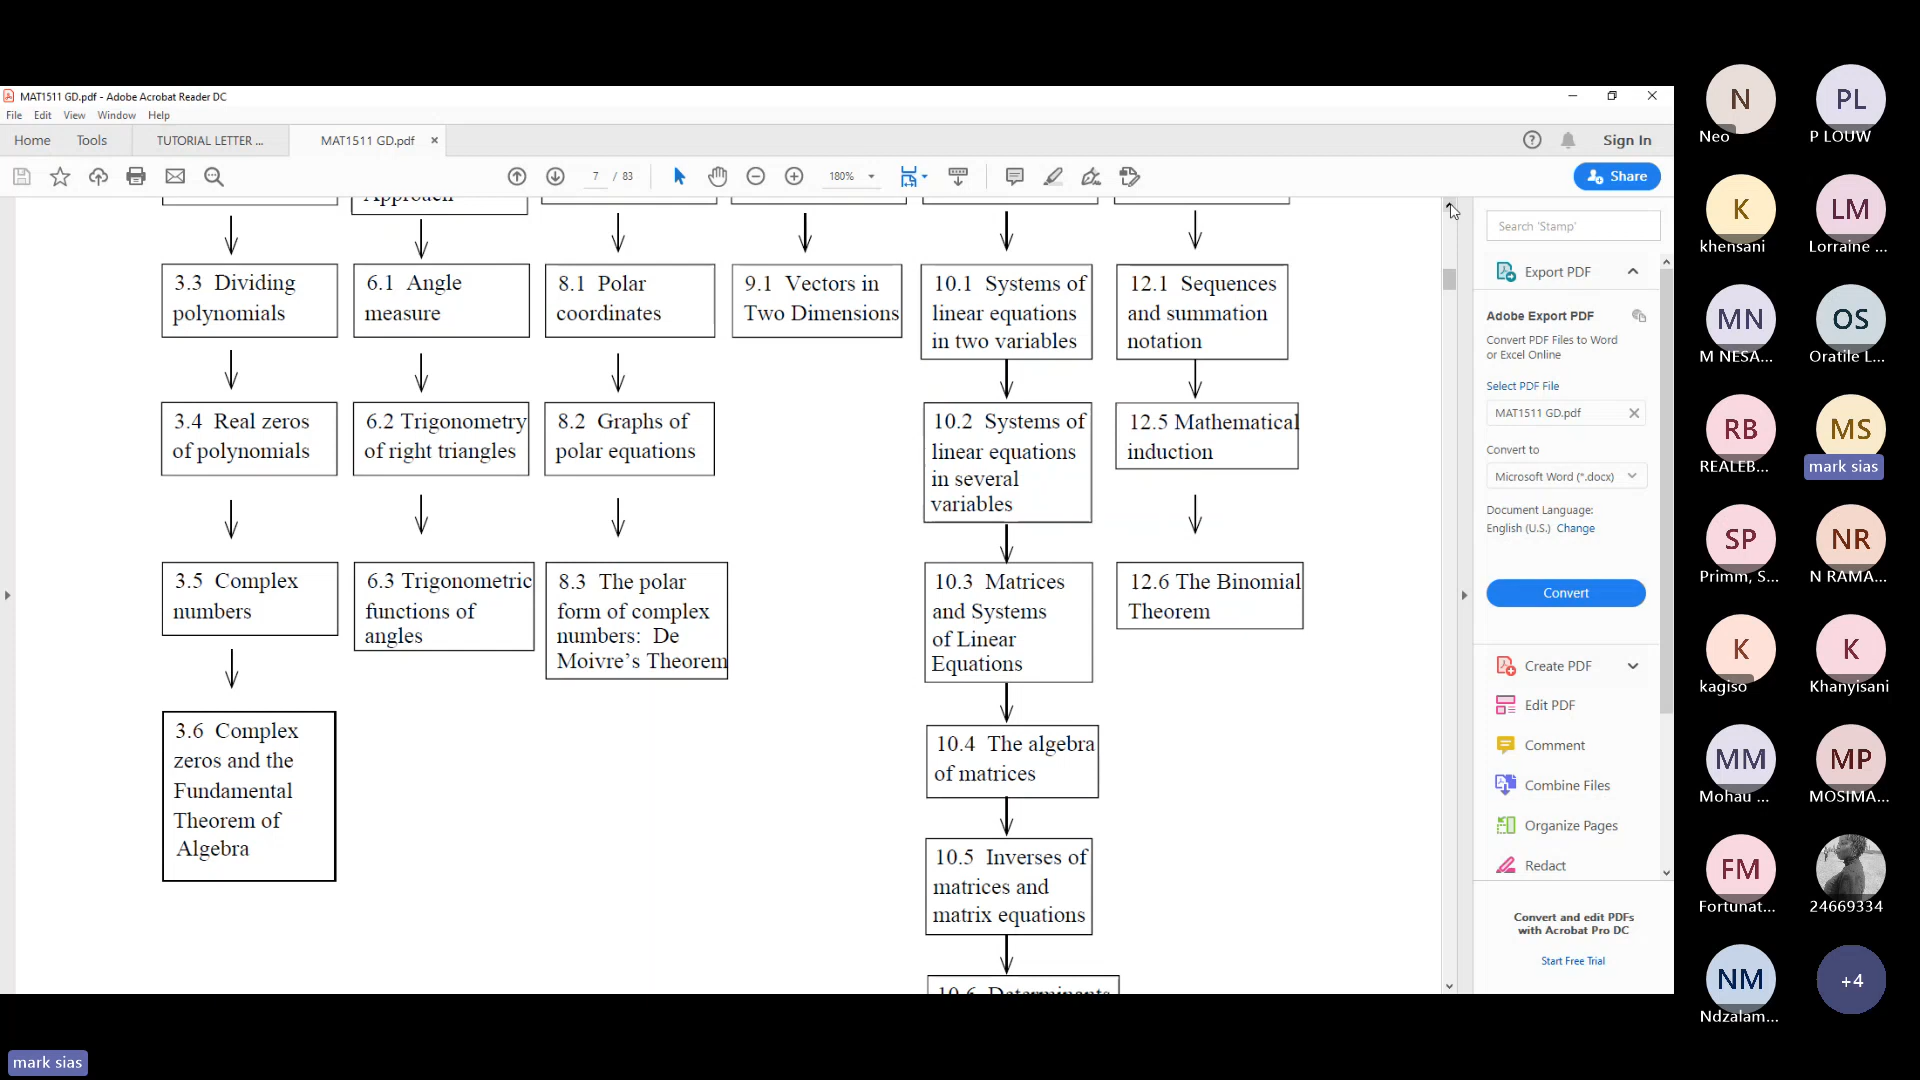 MAT1511 GD.pdf - Adobe Acrobat Reader DC
File Edit View Window Help
Home Tools TUTORIAL LETTER ... MAT1511 GD.pdf × Sign In
7 / 83 180% Share
Approach
3.3 Dividing
polynomials
6.1 Angle
measure
8.1 Polar
coordinates
9.1 Vectors in
Two Dimensions
10.1 Systems of
linear equations
in two variables
12.1 Sequences
and summation
notation
3.4 Real zeros
of polynomials
6.2 Trigonometry
of right triangles
8.2 Graphs of
polar equations
10.2 Systems of
linear equations
in several
variables
12.5 Mathematical
induction
3.5 Complex
numbers
6.3 Trigonometric
functions of
angles
8.3 The polar
form of complex
numbers: De
Moivre's Theorem
10.3 Matrices
and Systems
of Linear
Equations
12.6 The Binomial
Theorem
3.6 Complex
zeros and the
Fundamental
Theorem of
Algebra
10.4 The algebra
of matrices
10.5 Inverses of
matrices and
matrix equations
10.6 Determinants
Search 'Stamp'
Export PDF
Adobe Export PDF
Convert PDF Files to Word
or Excel Online
Select PDF File
MAT1511 GD.pdf
Convert to
Microsoft Word (*.docx)
Document Language:
English (U.S.) Change
Convert
Create PDF
Edit PDF
Comment
Combine Files
Organize Pages
Redact
Convert and edit PDFs
with Acrobat Pro DC
Start Free Trial
N PL
Neo P LOUW
K LM
khensani Lorraine ...
MN OS
M NESA... Oratile L...
RB MS
REALEB... mark sias
SP NR
Primm, S... N RAMA...
K K
kagiso Khanyisani
MM MP
Mohau ... MOSIMA...
FM
Fortunat... 24669334
NM +4
Ndzalam...
mark sias